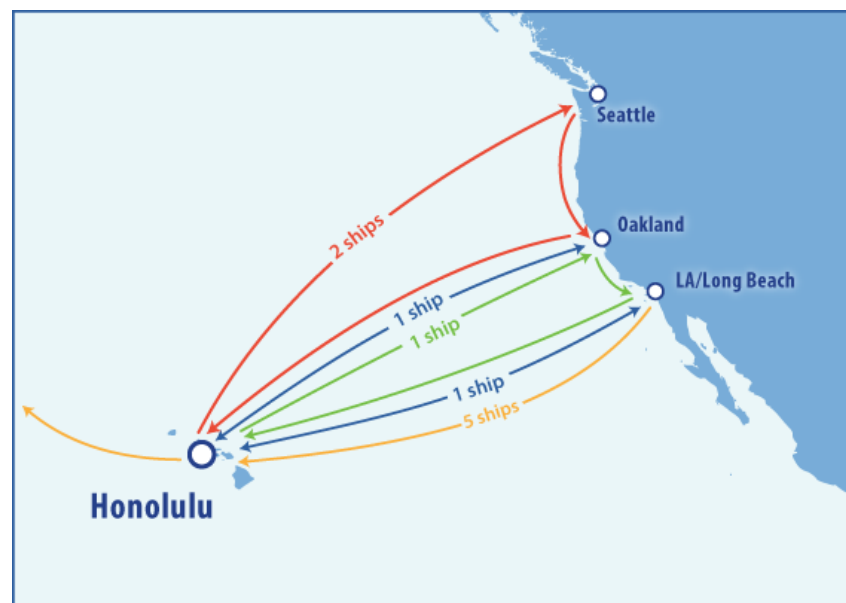 Seattle
2 ships
Oakland
LA/Long Beach
1 ship
1 ship
1 ship
5 ships
Honolulu